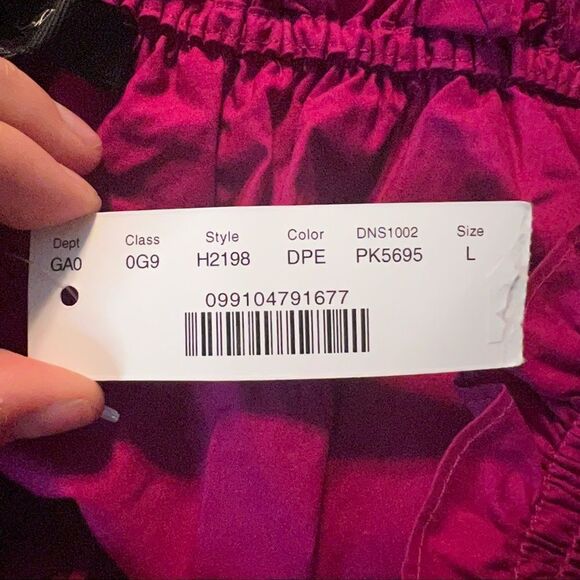 Dept Class Style Color DNS1002 Size
GA0 0G9 H2198 DPE PK5695 L
099104791677